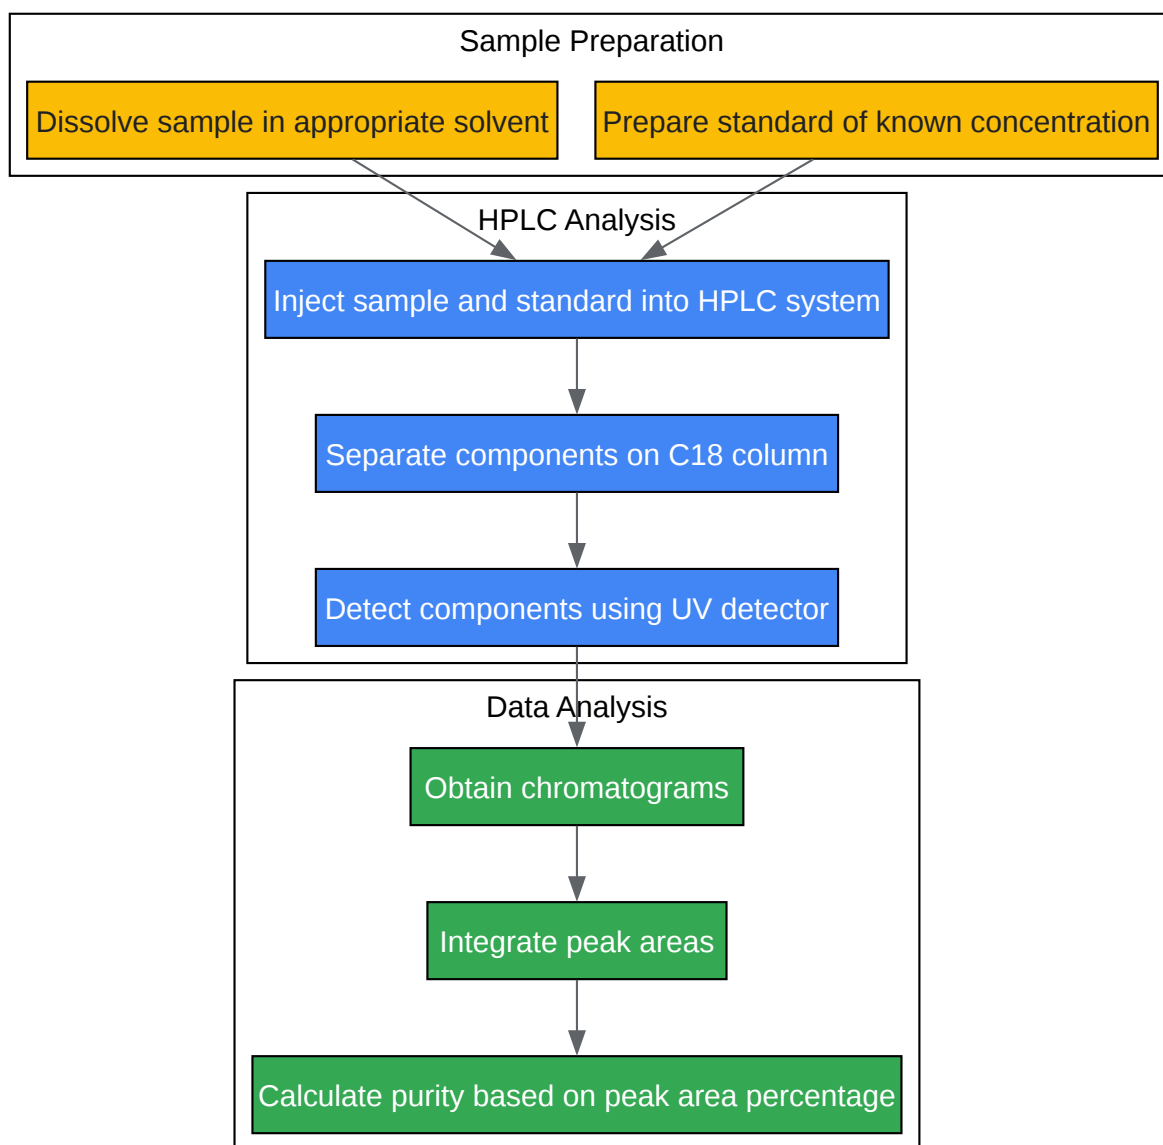 Sample Preparation
Dissolve sample in appropriate solvent
Prepare standard of known concentration
HPLC Analysis
Inject sample and standard into HPLC system
Separate components on C18 column
Detect components using UV detector
Data Analysis
Obtain chromatograms
Integrate peak areas
Calculate purity based on peak area percentage